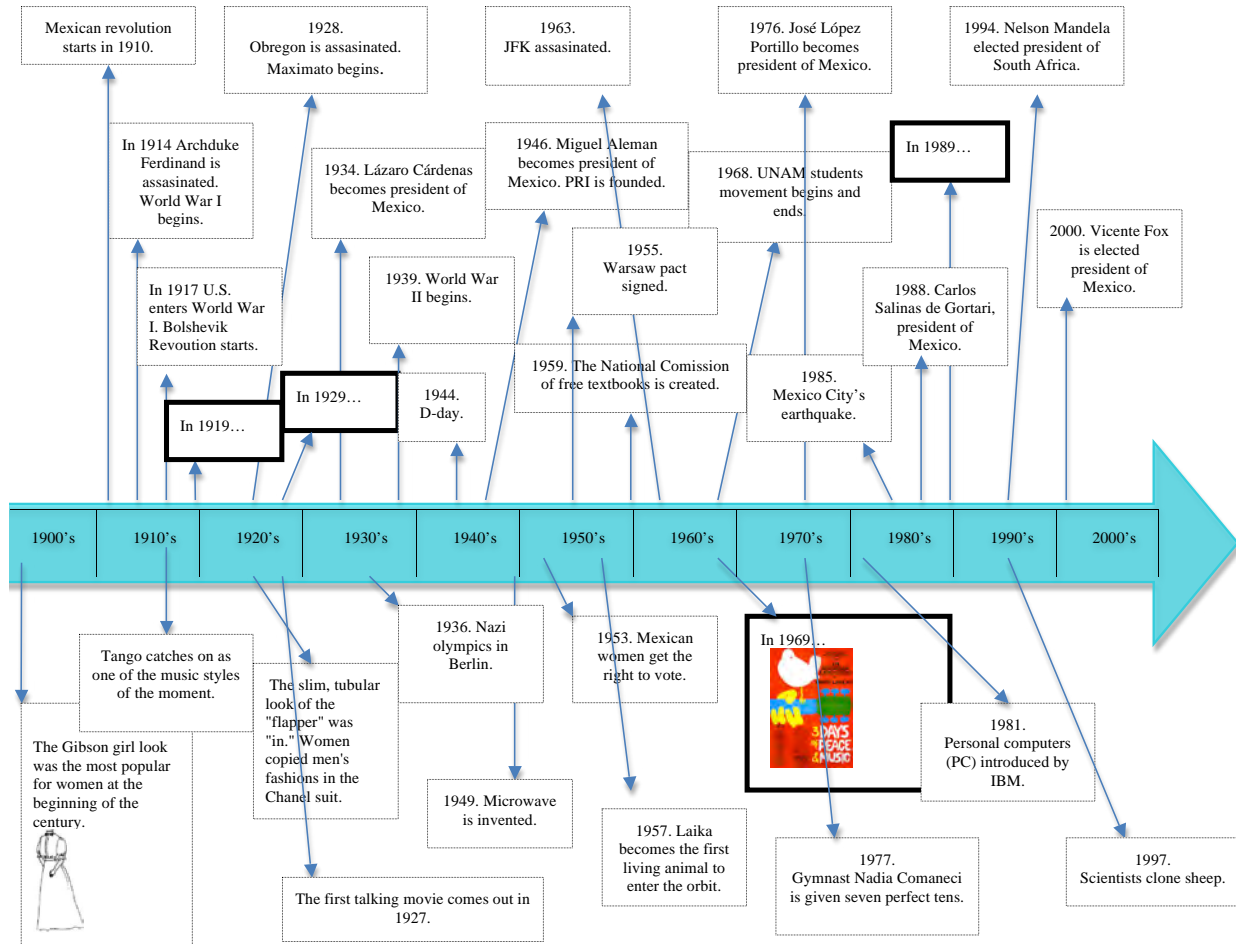 Mexican revolution
starts in 1910.
1928.
Obregon is assasinated.
Maximato begins.
1963.
JFK assasinated.
1976. José López
Portillo becomes
president of Mexico.
1994. Nelson Mandela
elected president of
South Africa.
In 1914 Archduke
Ferdinand is
assasinated.
World War I
begins.
1934. Lázaro Cárdenas
becomes president of
Mexico.
1946. Miguel Aleman
becomes president of
Mexico. PRI is founded.
1968. UNAM students
movement begins and
ends.
In 1989…
In 1917 U.S.
enters World War
I. Bolshevik
Revoution starts.
1939. World War
II begins.
1955.
Warsaw pact
signed.
1988. Carlos
Salinas de Gortari,
president of
Mexico.
2000. Vicente Fox
is elected
president of
Mexico.
In 1919…
In 1929…
1944.
D-day.
1959. The National Comission
of free textbooks is created.
1985.
Mexico City's
earthquake.
1900's 1910's 1920's 1930's 1940's 1950's 1960's 1970's 1980's 1990's 2000's
The Gibson girl look
was the most popular
for women at the
beginning of the
century.
Tango catches on as
one of the music styles
of the moment.
The slim, tubular
look of the
"flapper" was
"in." Women
copied men's
fashions in the
Chanel suit.
The first talking movie comes out in
1927.
1936. Nazi
olympics in
Berlin.
1949. Microwave
is invented.
1953. Mexican
women get the
right to vote.
1957. Laika
becomes the first
living animal to
enter the orbit.
In 1969…
3 DAYS
of PEACE
& MUSIC
1977.
Gymnast Nadia Comaneci
is given seven perfect tens.
1981.
Personal computers
(PC) introduced by
IBM.
1997.
Scientists clone sheep.